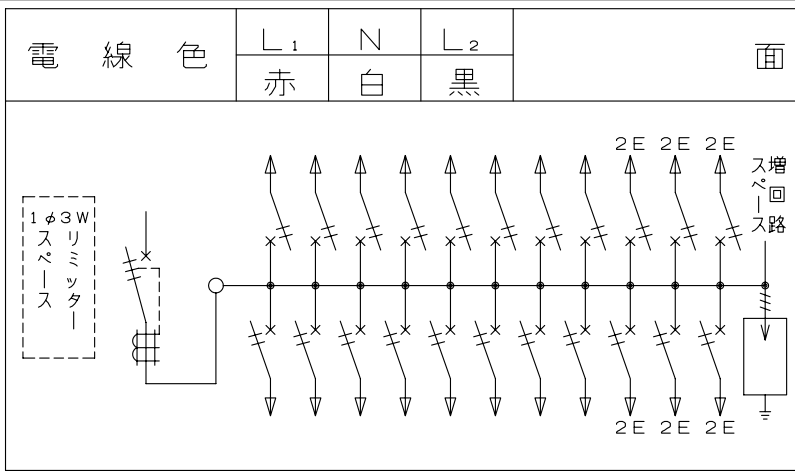 電線色 L1 N L2 面
赤 白 黒
2E 2E 2E
増回路
スペース
1φ3W
リミッター
スペース
2E 2E 2E